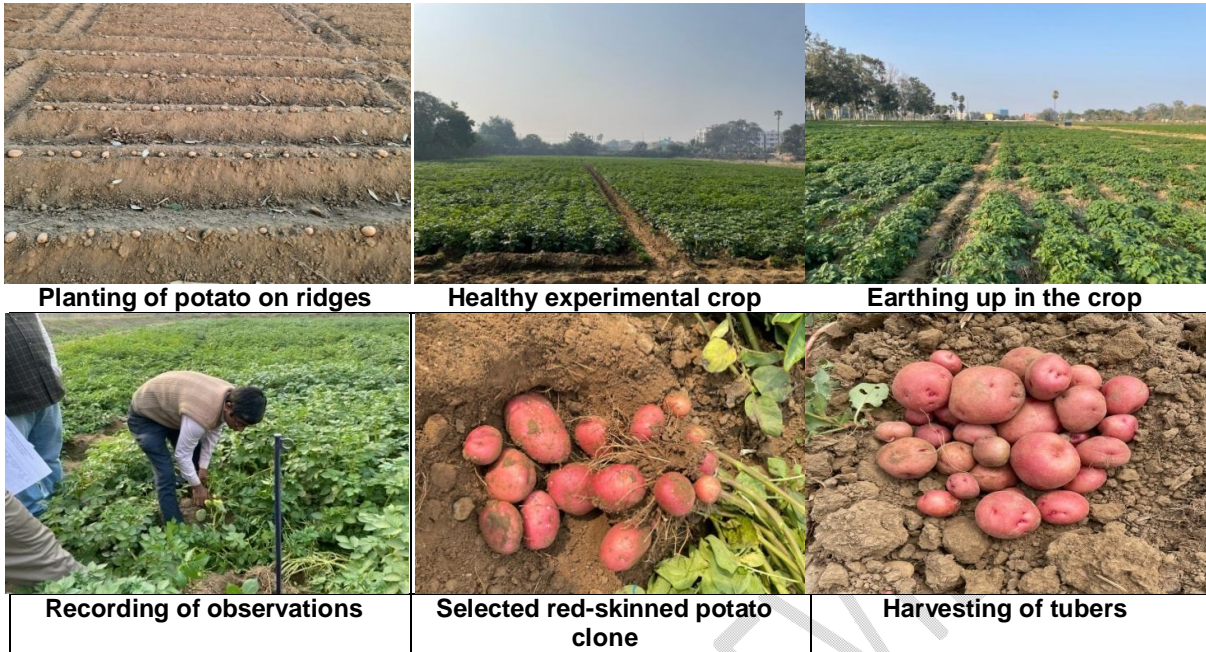 Planting of potato on ridges
Healthy experimental crop
Earthing up in the crop
Recording of observations
Selected red-skinned potato
clone
Harvesting of tubers